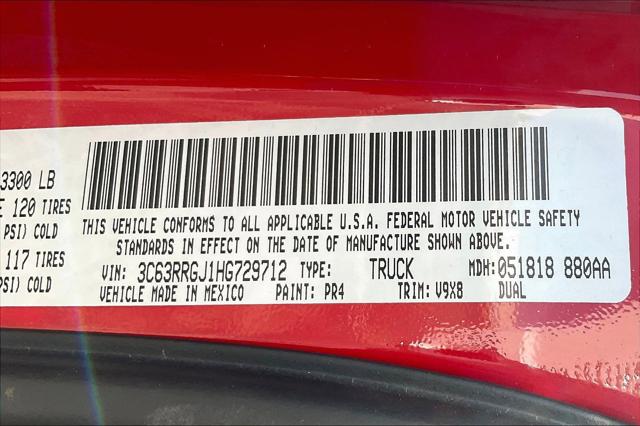 3300 LB
120 TIRES
PSI) COLD
117 TIRES
PSI) COLD
THIS VEHICLE CONFORMS TO ALL APPLICABLE U.S.A. FEDERAL MOTOR VEHICLE SAFETY
STANDARDS IN EFFECT ON THE DATE OF MANUFACTURE SHOWN ABOVE.
VIN: 3C63RRGJ1HG729712 TYPE: TRUCK MDH: 051818 880AA
VEHICLE MADE IN MEXICO PAINT: PR4 TRIM: V9X8 DUAL